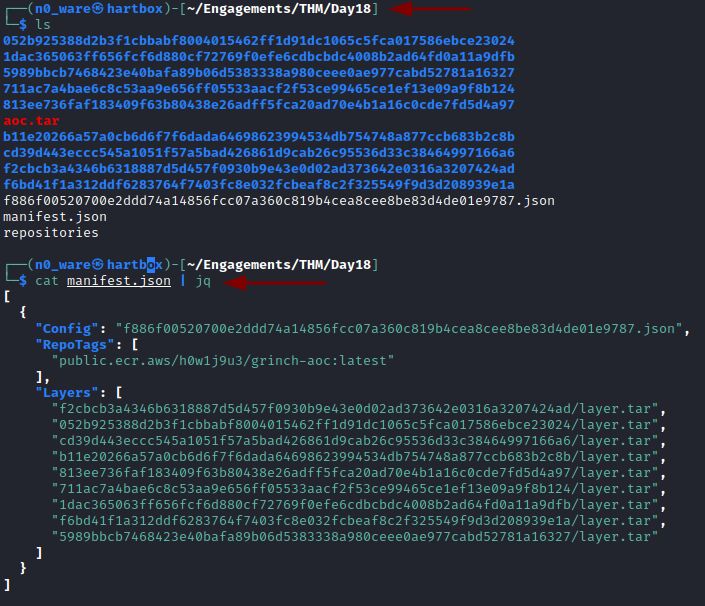 ┌──(n0_ware㉿hartbox)-[~/Engagements/THM/Day18]
└─$ ls
052b925388d2b3f1cbbabf8004015462ff1d91dc1065c5fca017586ebce23024
1dac365063ff656fcf6d880cf72769f0efe6cdbcbdc4008b2ad64fd0a11a9dfb
5989bbcb7468423e40bafa89b06d5383338a980ceee0ae977cabd52781a16327
711ac7a4bae6c8c53aa9e656ff05533aacf2f53ce99465ce1ef13e09a9f8b124
813ee736faf183409f63b80438e26adff5fca20ad70e4b1a16c0cde7fd5d4a97
aoc.tar
b11e20266a57a0cb6d6f7f6dada64698623994534db754748a877ccb683b2c8b
cd39d443eccc545a1051f57a5bad426861d9cab26c95536d33c38464997166a6
f2cbcb3a4346b6318887d5d457f0930b9e43e0d02ad373642e0316a3207424ad
f6bd41f1a312ddf6283764f7403fc8e032fcbeaf8c2f325549f9d3d208939e1a
f886f00520700e2ddd74a14856fcc07a360c819b4cea8cee8be83d4de01e9787.json
manifest.json
repositories
┌──(n0_ware㉿hartbox)-[~/Engagements/THM/Day18]
└─$ cat manifest.json | jq
[
  {
    "Config": "f886f00520700e2ddd74a14856fcc07a360c819b4cea8cee8be83d4de01e9787.json",
    "RepoTags": [
      "public.ecr.aws/h0w1j9u3/grinch-aoc:latest"
    ],
    "Layers": [
      "f2cbcb3a4346b6318887d5d457f0930b9e43e0d02ad373642e0316a3207424ad/layer.tar",
      "052b925388d2b3f1cbbabf8004015462ff1d91dc1065c5fca017586ebce23024/layer.tar",
      "cd39d443eccc545a1051f57a5bad426861d9cab26c95536d33c38464997166a6/layer.tar",
      "b11e20266a57a0cb6d6f7f6dada64698623994534db754748a877ccb683b2c8b/layer.tar",
      "813ee736faf183409f63b80438e26adff5fca20ad70e4b1a16c0cde7fd5d4a97/layer.tar",
      "711ac7a4bae6c8c53aa9e656ff05533aacf2f53ce99465ce1ef13e09a9f8b124/layer.tar",
      "1dac365063ff656fcf6d880cf72769f0efe6cdbcbdc4008b2ad64fd0a11a9dfb/layer.tar",
      "f6bd41f1a312ddf6283764f7403fc8e032fcbeaf8c2f325549f9d3d208939e1a/layer.tar",
      "5989bbcb7468423e40bafa89b06d5383338a980ceee0ae977cabd52781a16327/layer.tar"
    ]
  }
]